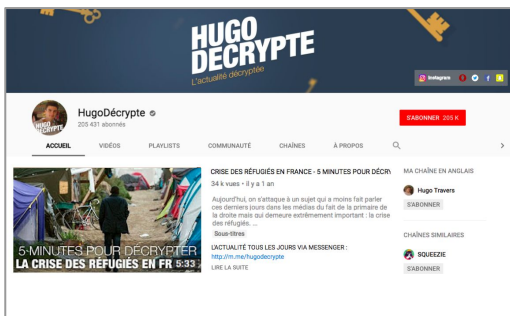 HUGO
DÉCRYPTE
L'actualité décryptée
Instagram
HUGO
DÉCRYPTE
HugoDécrypte
205 431 abonnés
S'ABONNER 205 K
ACCUEIL VIDÉOS PLAYLISTS COMMUNAUTÉ CHAÎNES À PROPOS
5-MINUTES POUR DÉCRYPTER
LA CRISE DES RÉFUGIÉS EN FR 5:33
CRISE DES RÉFUGIÉS EN FRANCE - 5 MINUTES POUR DÉCRY
34 k vues • il y a 1 an
Aujourd'hui, on s'attaque à un sujet qui a moins fait parler
ces derniers jours dans les médias du fait de la primaire de
la droite mais qui demeure extrêmement important : la crise
des réfugiés. ...
Sous-titres
L'ACTUALITÉ TOUS LES JOURS VIA MESSENGER :
http://m.me/hugodecrypte
LIRE LA SUITE
MA CHAÎNE EN ANGLAIS
Hugo Travers
S'ABONNER
CHAÎNES SIMILAIRES
SQUEEZIE
S'ABONNER